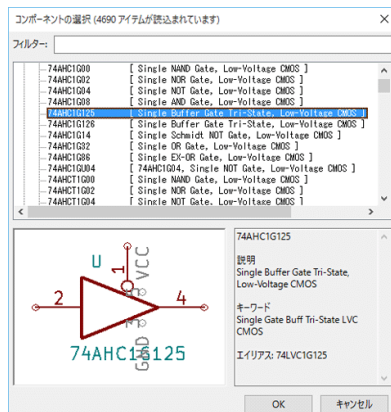 コンポーネントの選択 (4690 アイテムが読込まれています)
フィルター:
74AHC1G00 [ Single NAND Gate, Low-Voltage CMOS ]
74AHC1G02 [ Single NOR Gate, Low-Voltage CMOS ]
74AHC1G04 [ Single NOT Gate, Low-Voltage CMOS ]
74AHC1G08 [ Single AND Gate, Low-Voltage CMOS ]
74AHC1G125 [ Single Buffer Gate Tri-State, Low-Voltage CMOS ]
74AHC1G126 [ Single Buffer Gate Tri-State, Low-Voltage CMOS ]
74AHC1G14 [ Single Schmidt NOT Gate, Low-Voltage CMOS ]
74AHC1G32 [ Single OR Gate, Low-Voltage CMOS ]
74AHC1G86 [ Single EX-OR Gate, Low-Voltage CMOS ]
74AHC1GU04 [ 74AHC1G04, Single NOT Gate, Low-Voltage CMOS ]
74AHCT1G00 [ Single NAND Gate, Low-Voltage CMOS ]
74AHCT1G02 [ Single NOR Gate, Low-Voltage CMOS ]
74AHCT1G04 [ Single NOT Gate, Low-Voltage CMOS ]
U
1
VCC
2
4
GND
74AHC1G125
74AHC1G125
説明
Single Buffer Gate Tri-State,
Low-Voltage CMOS
キーワード
Single Gate Buff Tri-State LVC
CMOS
エイリアス: 74LVC1G125
OK
キャンセル